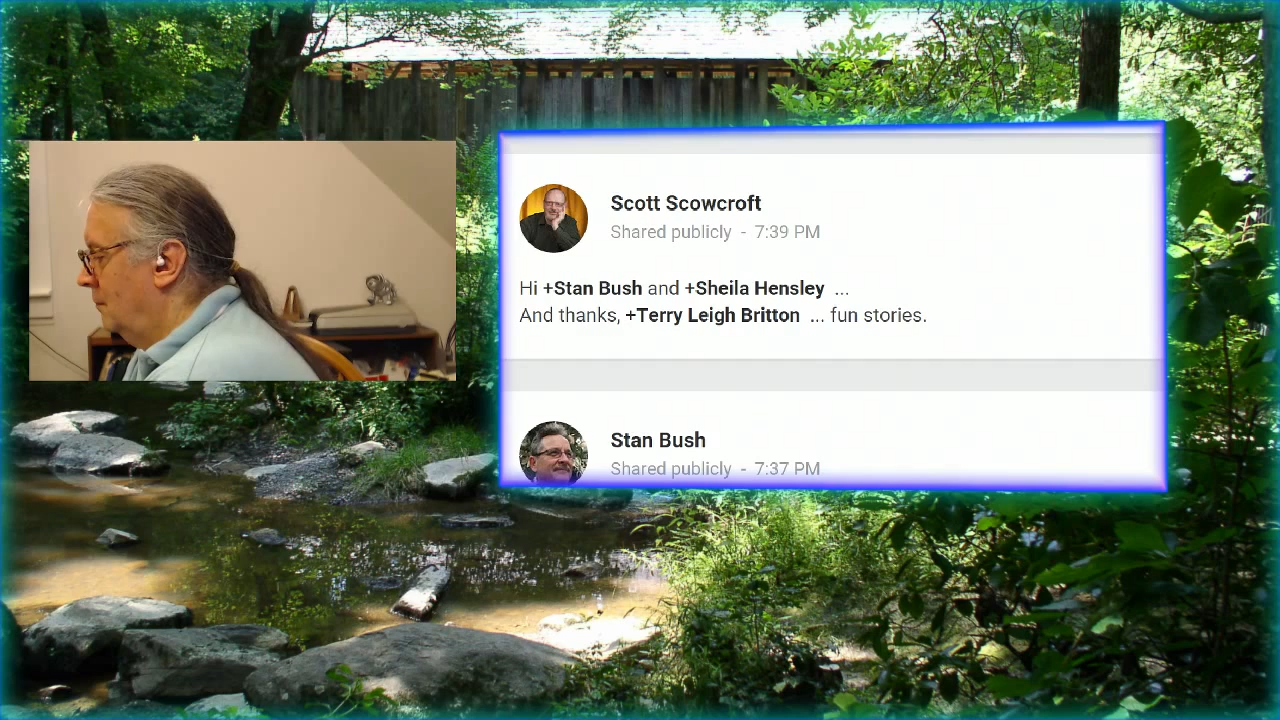 Scott Scowcroft
Shared publicly - 7:39 PM
Hi +Stan Bush and +Sheila Hensley ...
And thanks, +Terry Leigh Britton ... fun stories.
Stan Bush
Shared publicly - 7:37 PM